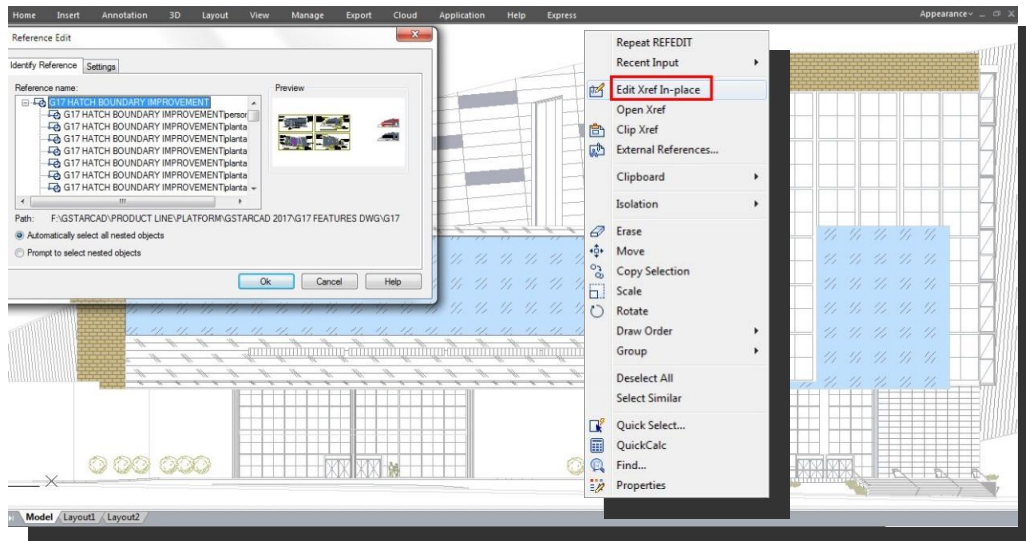 Home Insert Annotation 3D Layout View Manage Export Cloud Application Help Express Appearance
Reference Edit
Identify Reference Settings
Reference name:
Preview
G17 HATCH BOUNDARY IMPROVEMENT
G17 HATCH BOUNDARY IMPROVEMENT|persor
G17 HATCH BOUNDARY IMPROVEMENT|planta
G17 HATCH BOUNDARY IMPROVEMENT|planta
G17 HATCH BOUNDARY IMPROVEMENT|planta
G17 HATCH BOUNDARY IMPROVEMENT|planta
G17 HATCH BOUNDARY IMPROVEMENT|planta
Path: F:\GSTARCAD\PRODUCT LINE\PLATFORM\GSTARCAD 2017\G17 FEATURES DWG\G17
Automatically select all nested objects
Prompt to select nested objects
Ok Cancel Help
Repeat REFEDIT
Recent Input
Edit Xref In-place
Open Xref
Clip Xref
External References...
Clipboard
Isolation
Erase
Move
Copy Selection
Scale
Rotate
Draw Order
Group
Deselect All
Select Similar
Quick Select...
QuickCalc
Find...
Properties
Model Layout1 Layout2